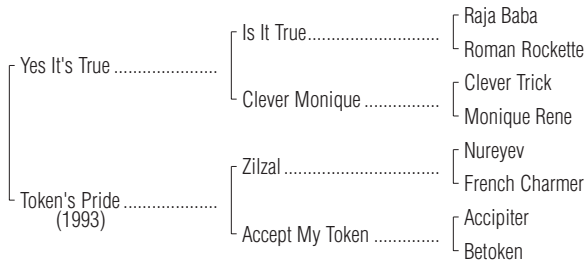 Raja Baba
Is It True
Roman Rockette
Yes It's True
Clever Trick
Clever Monique
Monique Rene
Nureyev
Zilzal
French Charmer
Token's Pride
(1993)
Accipiter
Accept My Token
Betoken